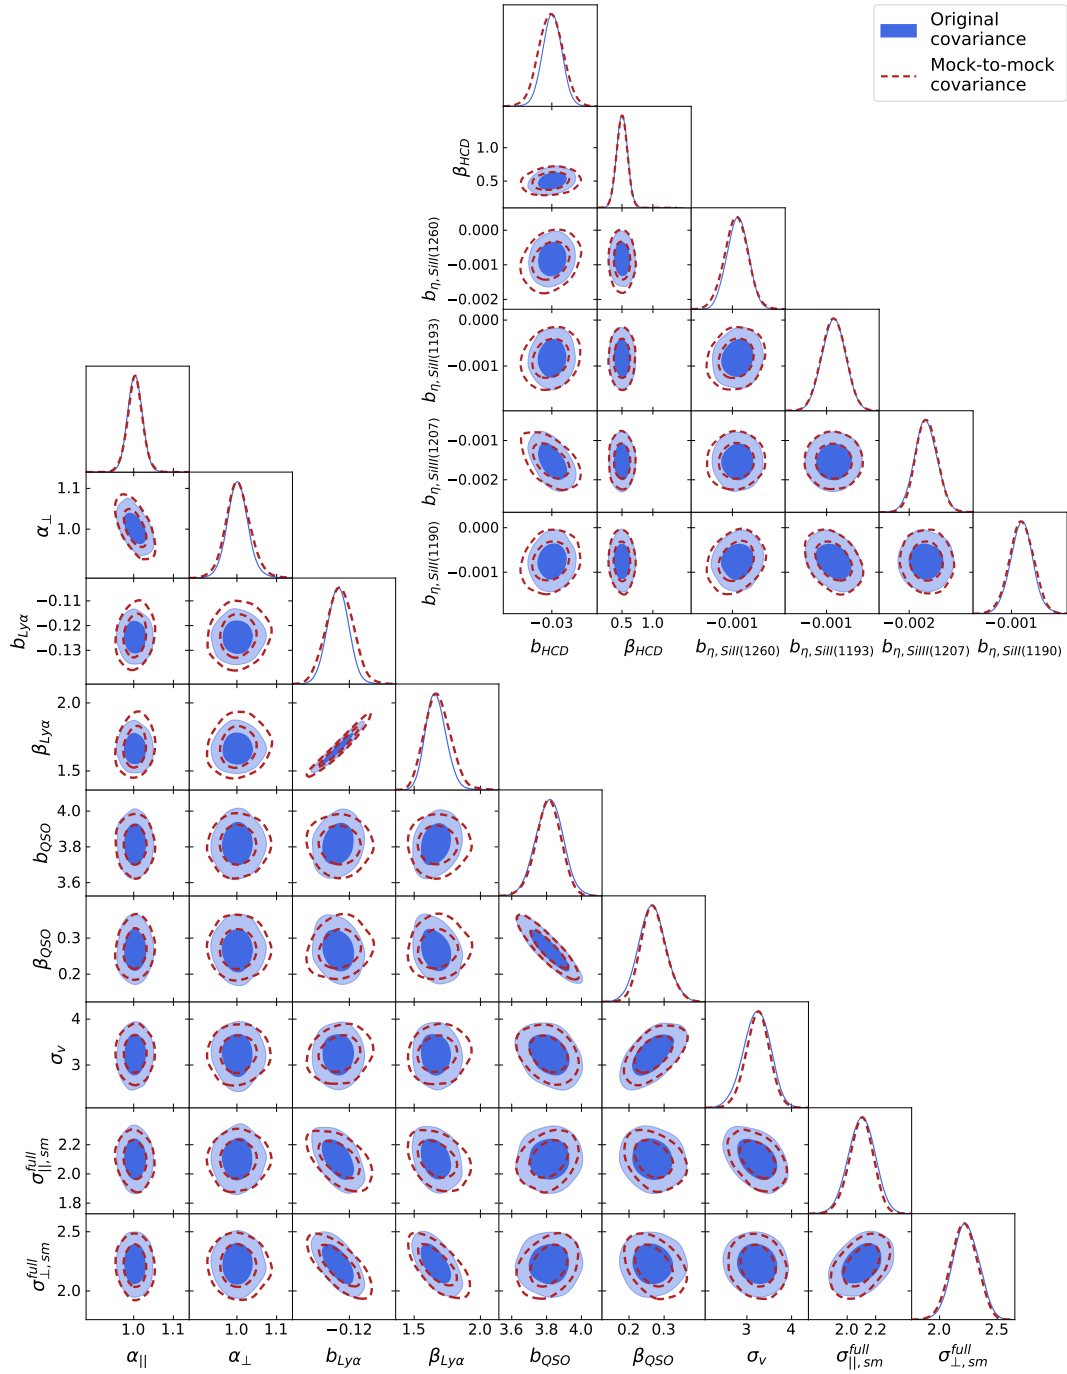 Original
covariance
Mock-to-mock
covariance
β_HCD
1.0
0.5
b_η,SiII(1260)
0.000
−0.001
−0.002
b_η,SiII(1193)
0.000
−0.001
b_η,SiIII(1207)
−0.001
−0.002
b_η,SiII(1190)
0.000
−0.001
−0.03
0.5 1.0
−0.001
−0.001
−0.002
−0.001
b_HCD
β_HCD
b_η,SiII(1260)
b_η,SiII(1193)
b_η,SiIII(1207)
b_η,SiII(1190)
α_⊥
1.1
1.0
b_Lyα
−0.11
−0.12
−0.13
β_Lyα
2.0
1.5
b_QSO
4.0
3.8
3.6
β_QSO
0.3
0.2
σ_v
4
3
σ^full_||,sm
2.2
2.0
1.8
σ^full_⊥,sm
2.5
2.0
1.0 1.1
1.0 1.1
−0.12
1.5 2.0
3.6 3.8 4.0
0.2 0.3
3 4
2.0 2.2
2.0 2.5
α_||
α_⊥
b_Lyα
β_Lyα
b_QSO
β_QSO
σ_v
σ^full_||,sm
σ^full_⊥,sm